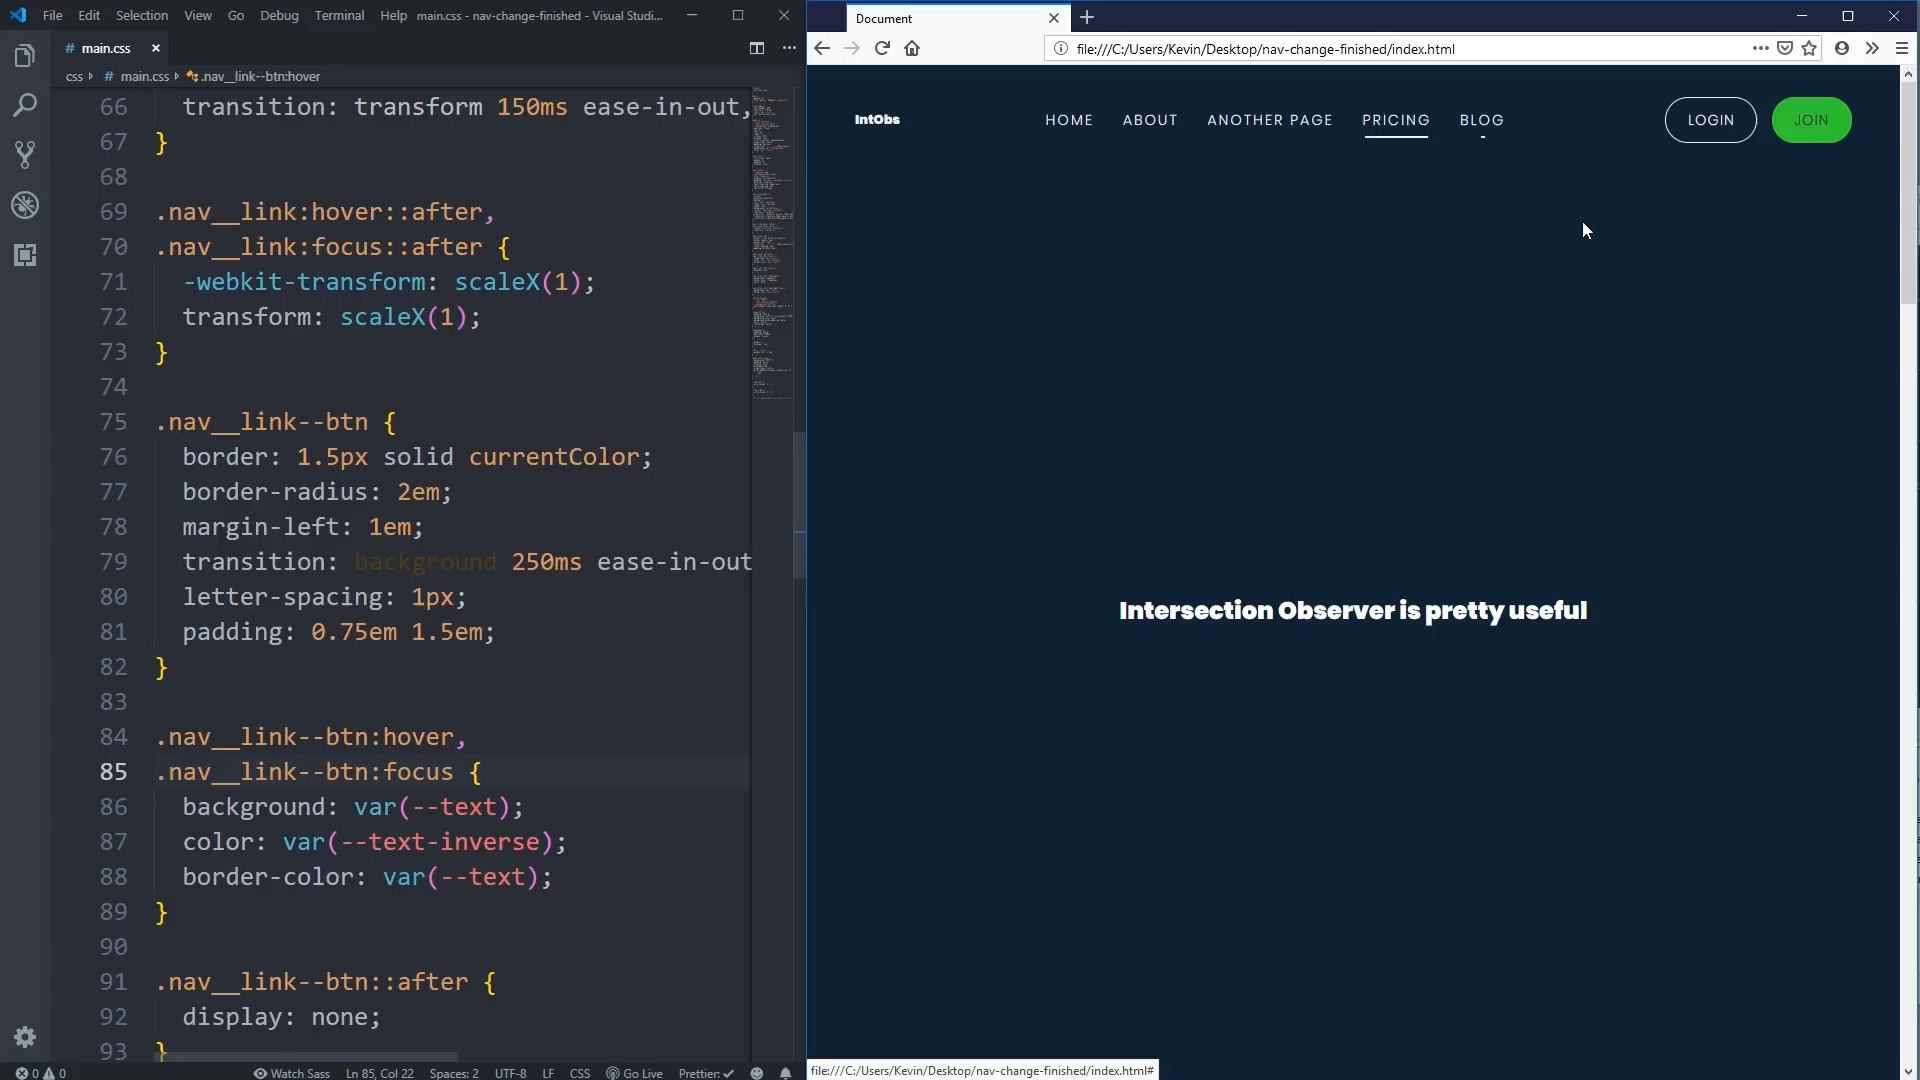 File Edit Selection View Go Debug Terminal Help main.css - nav-change-finished - Visual Studi...
# main.css
css # main.css .nav__link--btn:hover
66 transition: transform 150ms ease-in-out,
67 }
68
69 .nav__link:hover::after,
70 .nav__link:focus::after {
71 -webkit-transform: scaleX(1);
72 transform: scaleX(1);
73 }
74
75 .nav__link--btn {
76 border: 1.5px solid currentColor;
77 border-radius: 2em;
78 margin-left: 1em;
79 transition: background 250ms ease-in-out
80 letter-spacing: 1px;
81 padding: 0.75em 1.5em;
82 }
83
84 .nav__link--btn:hover,
85 .nav__link--btn:focus {
86 background: var(--text);
87 color: var(--text-inverse);
88 border-color: var(--text);
89 }
90
91 .nav__link--btn::after {
92 display: none;
93 }
0 0 Watch Sass Ln 85, Col 22 Spaces: 2 UTF-8 LF CSS Go Live Prettier: ✓
Document
file:///C:/Users/Kevin/Desktop/nav-change-finished/index.html
IntObs HOME ABOUT ANOTHER PAGE PRICING BLOG LOGIN JOIN
Intersection Observer is pretty useful
file:///C:/Users/Kevin/Desktop/nav-change-finished/index.html#